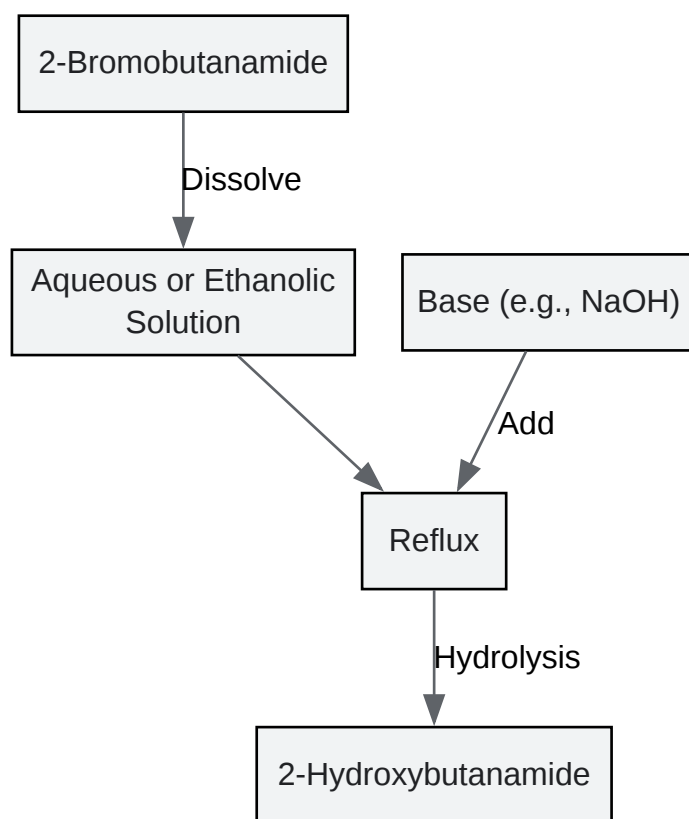 2-Bromobutanamide
Dissolve
Aqueous or Ethanolic
Solution
Base (e.g., NaOH)
Add
Reflux
Hydrolysis
2-Hydroxybutanamide